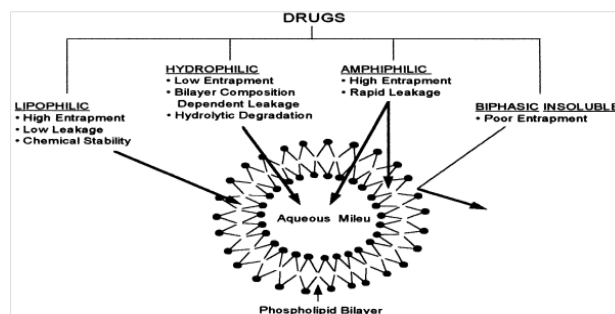 DRUGS
LIPOPHILIC
• High Entrapment
• Low Leakage
• Chemical Stability
HYDROPHILIC
• Low Entrapment
• Bilayer Composition
Dependent Leakage
• Hydrolytic Degradation
AMPHIPHILIC
• High Entrapment
• Rapid Leakage
BIPHASIC INSOLUBLE
• Poor Entrapment
Aqueous Mileu
Phospholipid Bilayer